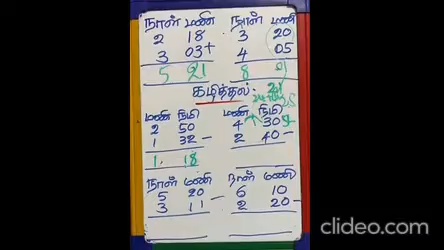 நாள் மணி நாள் மணி
2 18 3 20
3 03+ 4 05
5 21 8
கழித்தல்
மணி நிமி மணி நிமி
2 50 4 30
1 32 - 2 40 -
1 18
நாள் மணி நாள் மணி
5 20 6 10
3 11 - 2 20 -
clideo.com